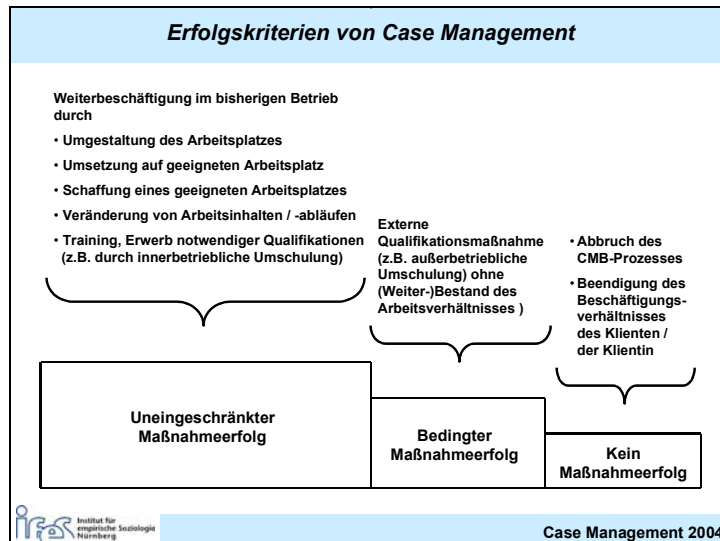 Erfolgskriterien von Case Management
Weiterbeschäftigung im bisherigen Betrieb
durch
• Umgestaltung des Arbeitsplatzes
• Umsetzung auf geeigneten Arbeitsplatz
• Schaffung eines geeigneten Arbeitsplatzes
• Veränderung von Arbeitsinhalten / -abläufen
• Training, Erwerb notwendiger Qualifikationen
(z.B. durch innerbetriebliche Umschulung)
Externe
Qualifikationsmaßnahme
(z.B. außerbetriebliche
Umschulung) ohne
(Weiter-)Bestand des
Arbeitsverhältnisses )
• Abbruch des
CMB-Prozesses
• Beendigung des
Beschäftigungs-
verhältnisses
des Klienten /
der Klientin
Uneingeschränkter
Maßnahmeerfolg
Bedingter
Maßnahmeerfolg
Kein
Maßnahmeerfolg
ifes
Institut für
empirische Soziologie
Nürnberg
Case Management 2004